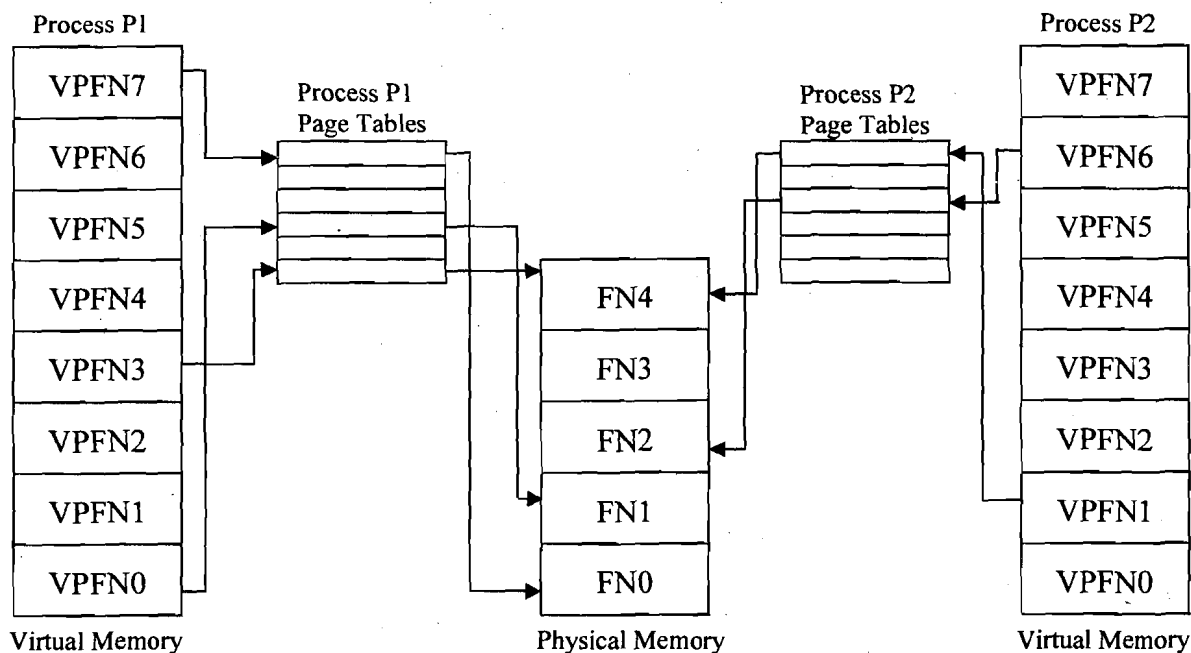 Process P1
VPFN7
VPFN6
VPFN5
VPFN4
VPFN3
VPFN2
VPFN1
VPFN0
Virtual Memory
Process P1
Page Tables
FN4
FN3
FN2
FN1
FN0
Physical Memory
Process P2
Page Tables
Process P2
VPFN7
VPFN6
VPFN5
VPFN4
VPFN3
VPFN2
VPFN1
VPFN0
Virtual Memory